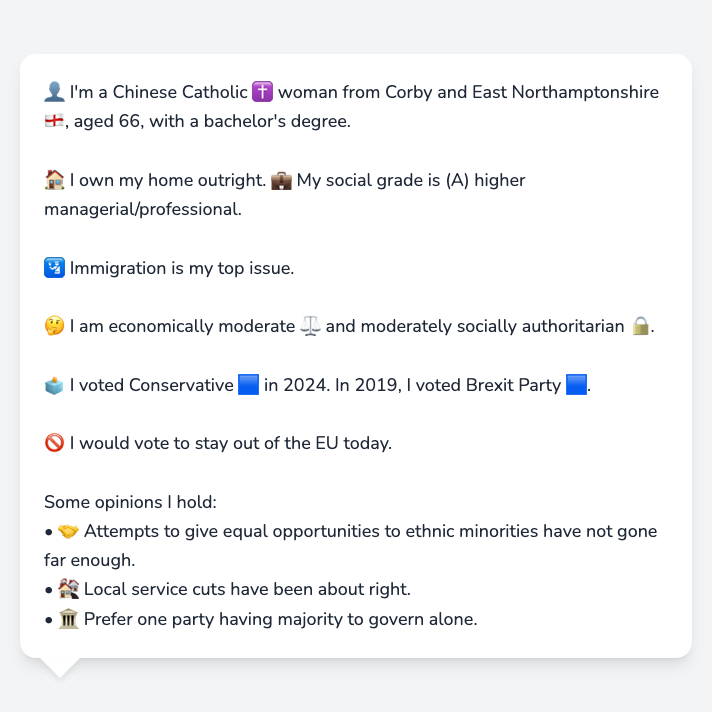 👤 I'm a Chinese Catholic ✝️ woman from Corby and East Northamptonshire
🏴󠁧󠁢󠁥󠁮󠁧󠁿, aged 66, with a bachelor's degree.
🏠 I own my home outright. 💼 My social grade is (A) higher
managerial/professional.
🛂 Immigration is my top issue.
🤔 I am economically moderate ⚖️ and moderately socially authoritarian 🔒.
🗳️ I voted Conservative 🟦 in 2024. In 2019, I voted Brexit Party 🟦.
🚫 I would vote to stay out of the EU today.
Some opinions I hold:
• 🤝 Attempts to give equal opportunities to ethnic minorities have not gone
far enough.
• 🏘️ Local service cuts have been about right.
• 🏛️ Prefer one party having majority to govern alone.